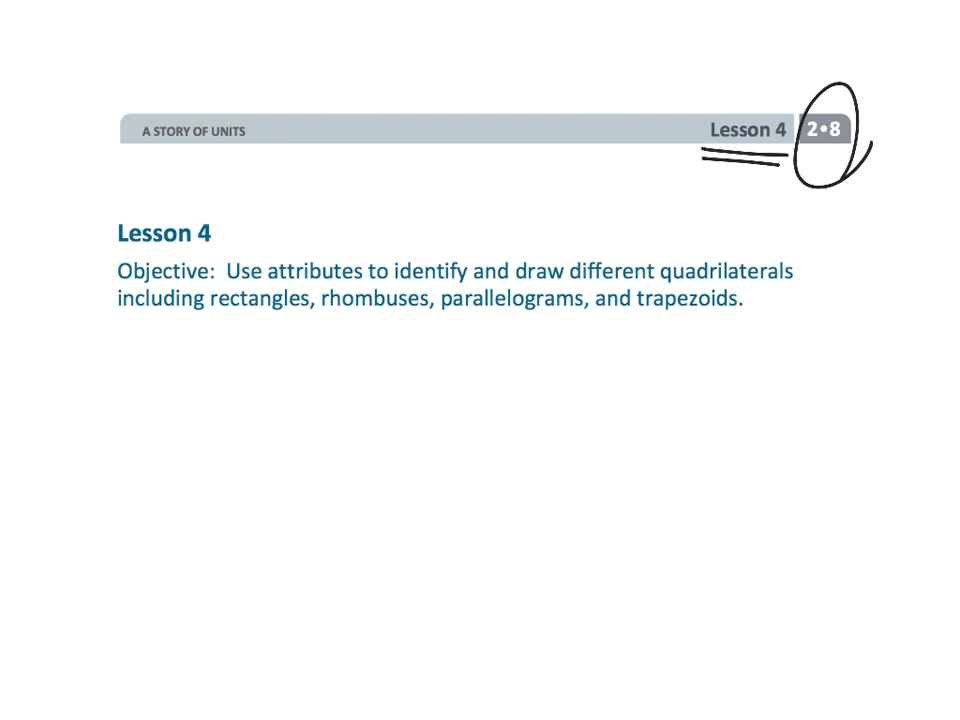 A STORY OF UNITS
Lesson 4
2•8
Lesson 4
Objective:  Use attributes to identify and draw different quadrilaterals
including rectangles, rhombuses, parallelograms, and trapezoids.